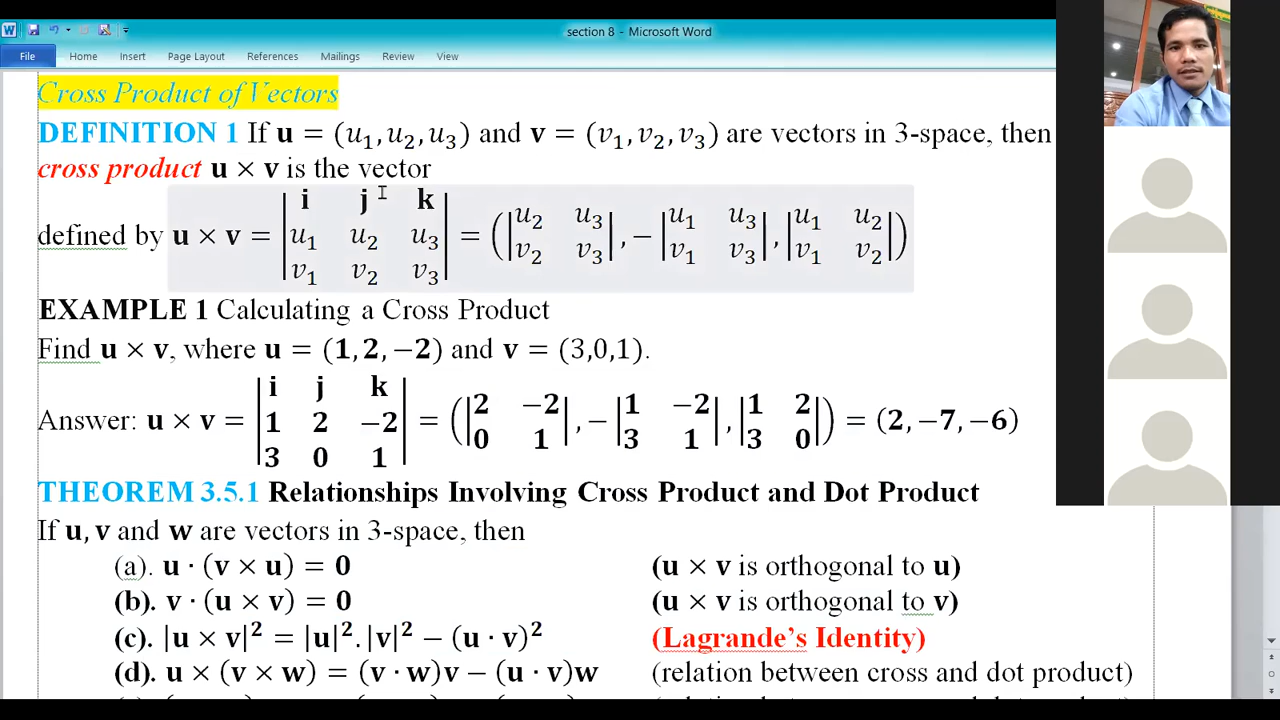 section 8 - Microsoft Word
File Home Insert Page Layout References Mailings Review View
Cross Product of Vectors
DEFINITION 1 If u = (u₁, u₂, u₃) and v = (v₁, v₂, v₃) are vectors in 3-space, then
cross product u × v is the vector
defined by u × v = |i j k; u₁ u₂ u₃; v₁ v₂ v₃| = (|u₂ u₃; v₂ v₃|, −|u₁ u₃; v₁ v₃|, |u₁ u₂; v₁ v₂|)
EXAMPLE 1 Calculating a Cross Product
Find u × v, where u = (1, 2, −2) and v = (3,0,1).
Answer: u × v = |i j k; 1 2 −2; 3 0 1| = (|2 −2; 0 1|, −|1 −2; 3 1|, |1 2; 3 0|) = (2, −7, −6)
THEOREM 3.5.1 Relationships Involving Cross Product and Dot Product
If u, v and w are vectors in 3-space, then
(a). u · (v × u) = 0 (u × v is orthogonal to u)
(b). v · (u × v) = 0 (u × v is orthogonal to v)
(c). |u × v|² = |u|².|v|² − (u · v)² (Lagrande's Identity)
(d). u × (v × w) = (v · w)v − (u · v)w (relation between cross and dot product)